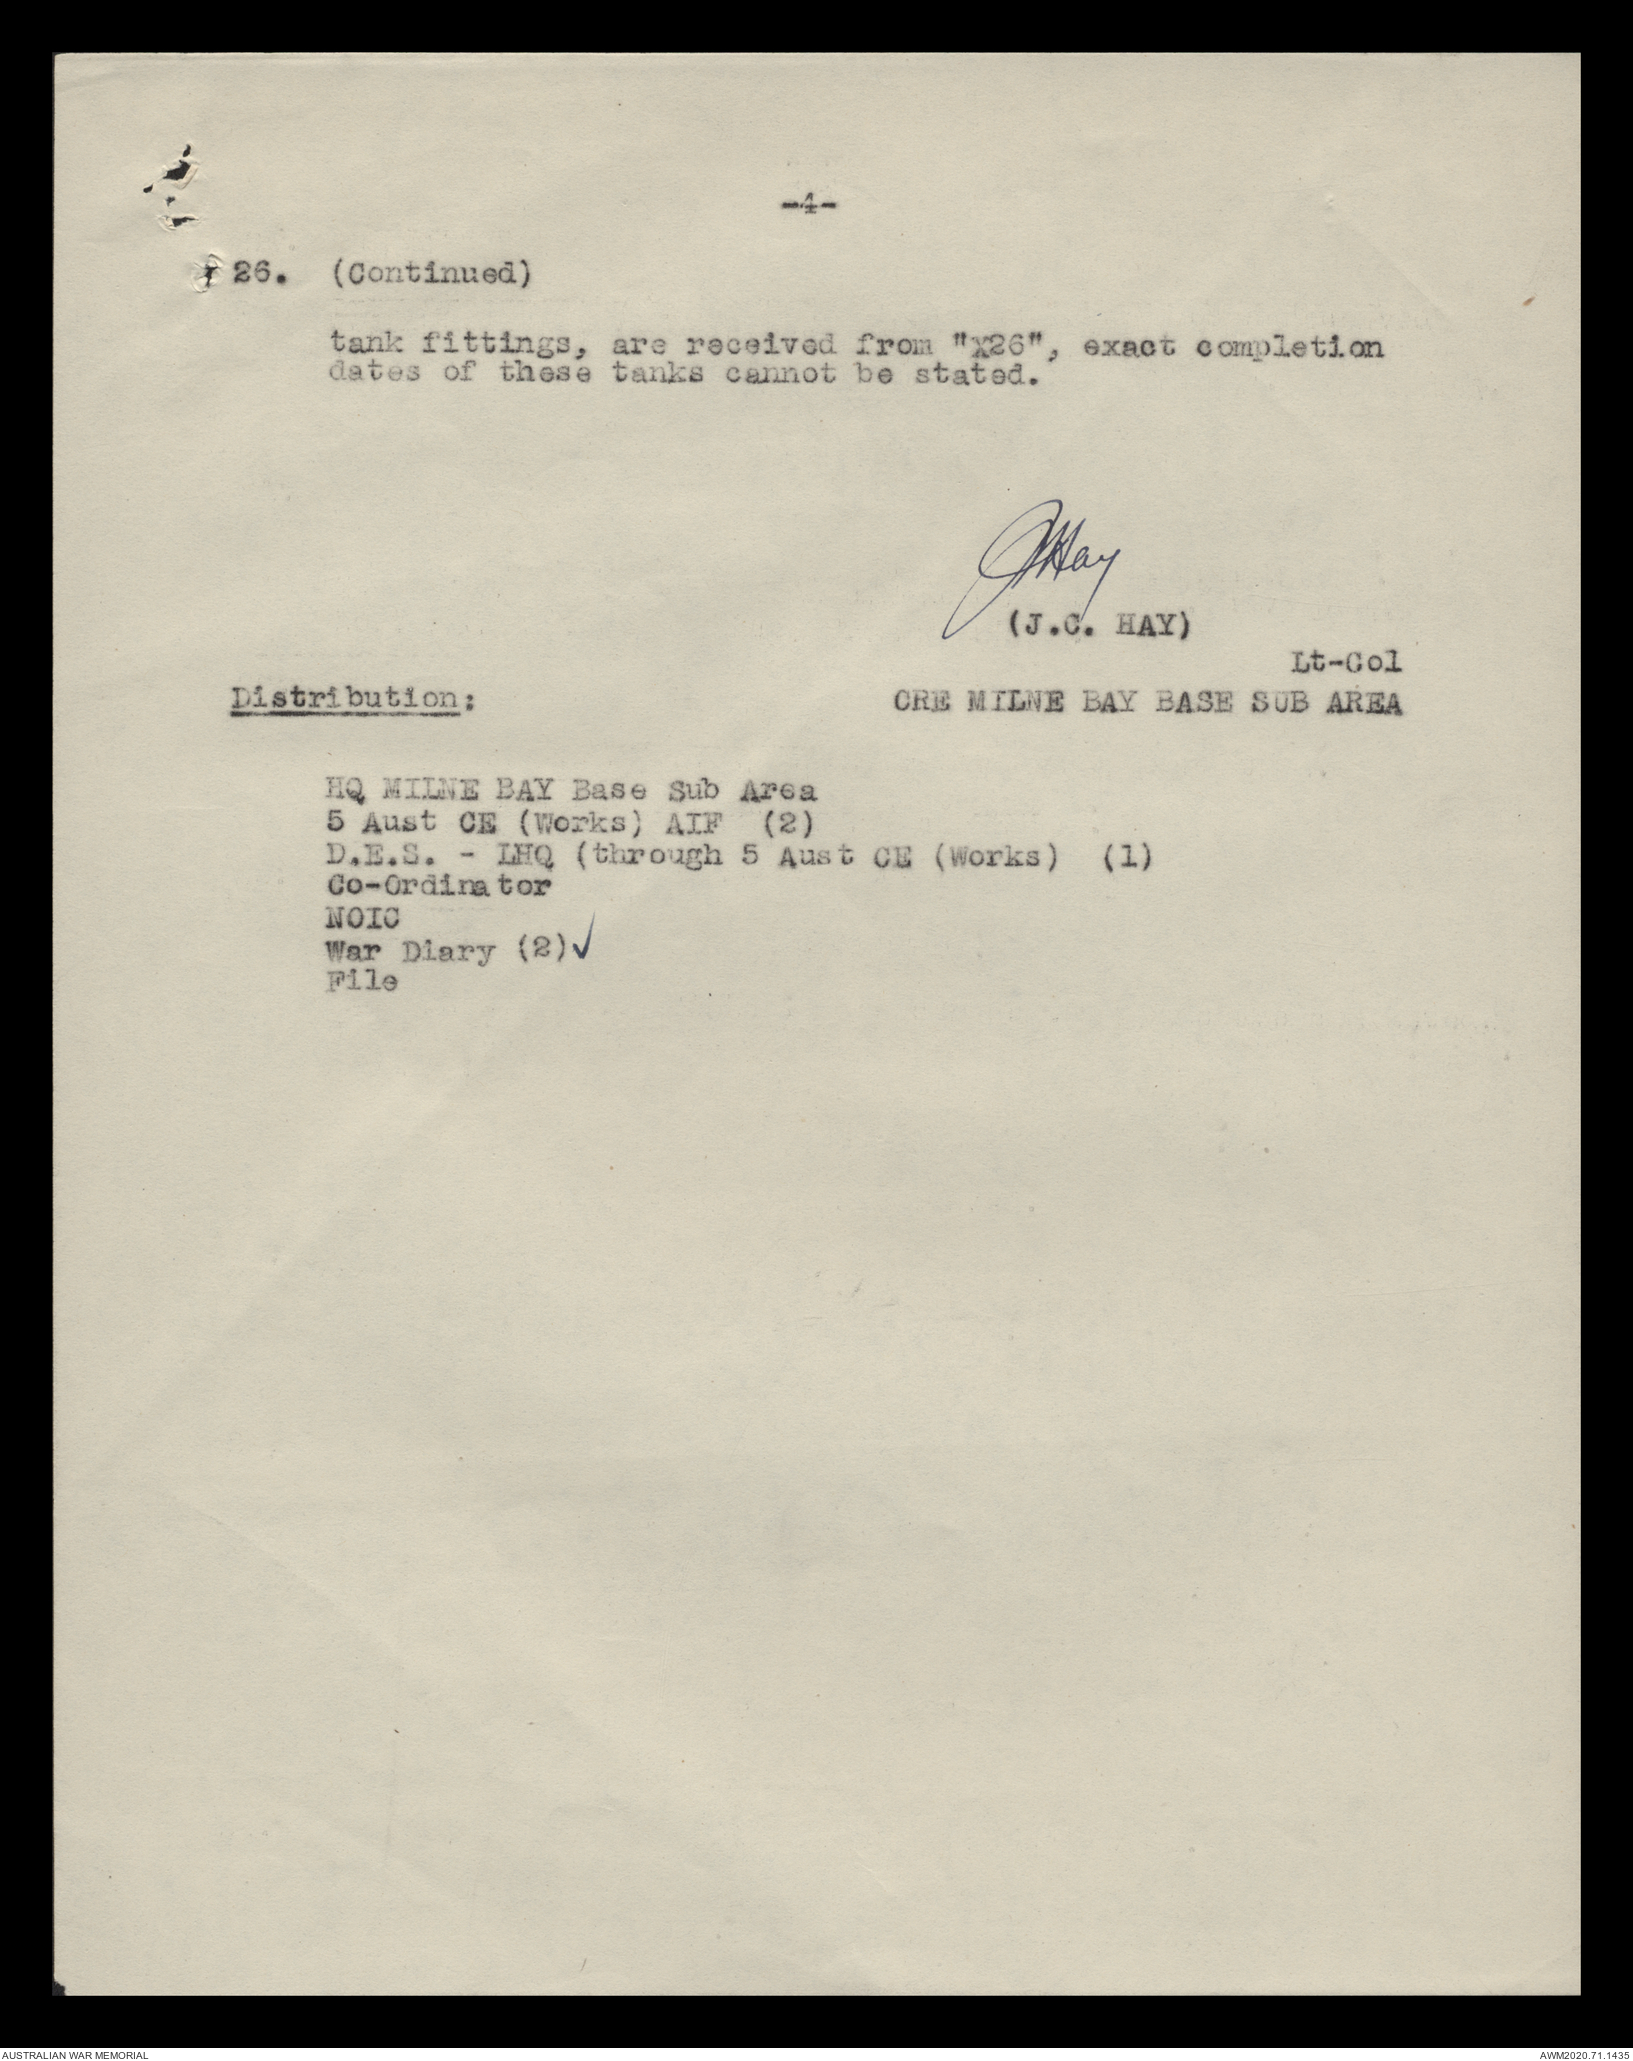 -4-
26. (Continued)
tank fittings, are received from "X26", exact completion
dates of these tanks cannot be stated.
JHay
(J.C. HAY)
Lt-Col
Distribution: CRE MILNE BAY BASE SUB AREA
HQ MILNE BAY Base Sub Area
5 Aust CE (Works) AIF (2)
D.E.S. - LHQ (through 5 Aust CE (Works) (1)
Co-Ordinator
NOIC
War Diary (2)✓
File
AUSTRALIAN WAR MEMORIAL AWM2020.71.1435